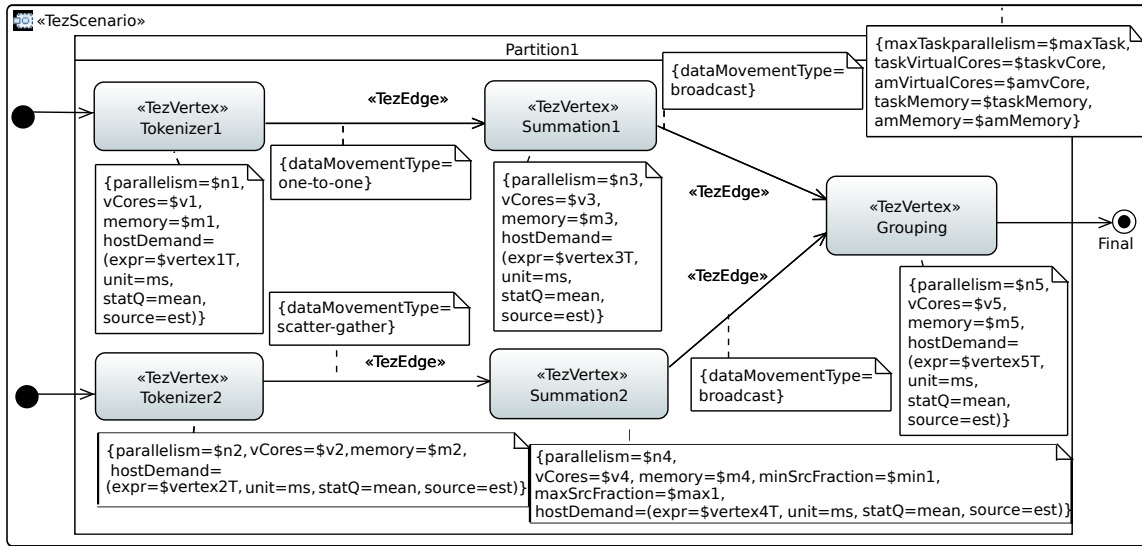 «TezScenario»
Partition1
{maxTaskparallelism=$maxTask,
taskVirtualCores=$taskvCore,
amVirtualCores=$amvCore,
taskMemory=$taskMemory,
amMemory=$amMemory}
{dataMovementType=
broadcast}
«TezVertex»
Tokenizer1
«TezEdge»
«TezVertex»
Summation1
{dataMovementType=
one-to-one}
{parallelism=$n1,
vCores=$v1,
memory=$m1,
hostDemand=
(expr=$vertex1T,
unit=ms,
statQ=mean,
source=est)}
{parallelism=$n3,
vCores=$v3,
memory=$m3,
hostDemand=
(expr=$vertex3T,
unit=ms,
statQ=mean,
source=est)}
«TezEdge»
«TezVertex»
Grouping
Final
«TezEdge»
{parallelism=$n5,
vCores=$v5,
memory=$m5,
hostDemand=
(expr=$vertex5T,
unit=ms,
statQ=mean,
source=est)}
{dataMovementType=
scatter-gather}
«TezVertex»
Tokenizer2
«TezEdge»
«TezVertex»
Summation2
{dataMovementType=
broadcast}
{parallelism=$n2, vCores=$v2, memory=$m2,
hostDemand=
(expr=$vertex2T, unit=ms, statQ=mean, source=est)}
{parallelism=$n4,
vCores=$v4, memory=$m4, minSrcFraction=$min1,
maxSrcFraction=$max1,
hostDemand=(expr=$vertex4T, unit=ms, statQ=mean, source=est)}